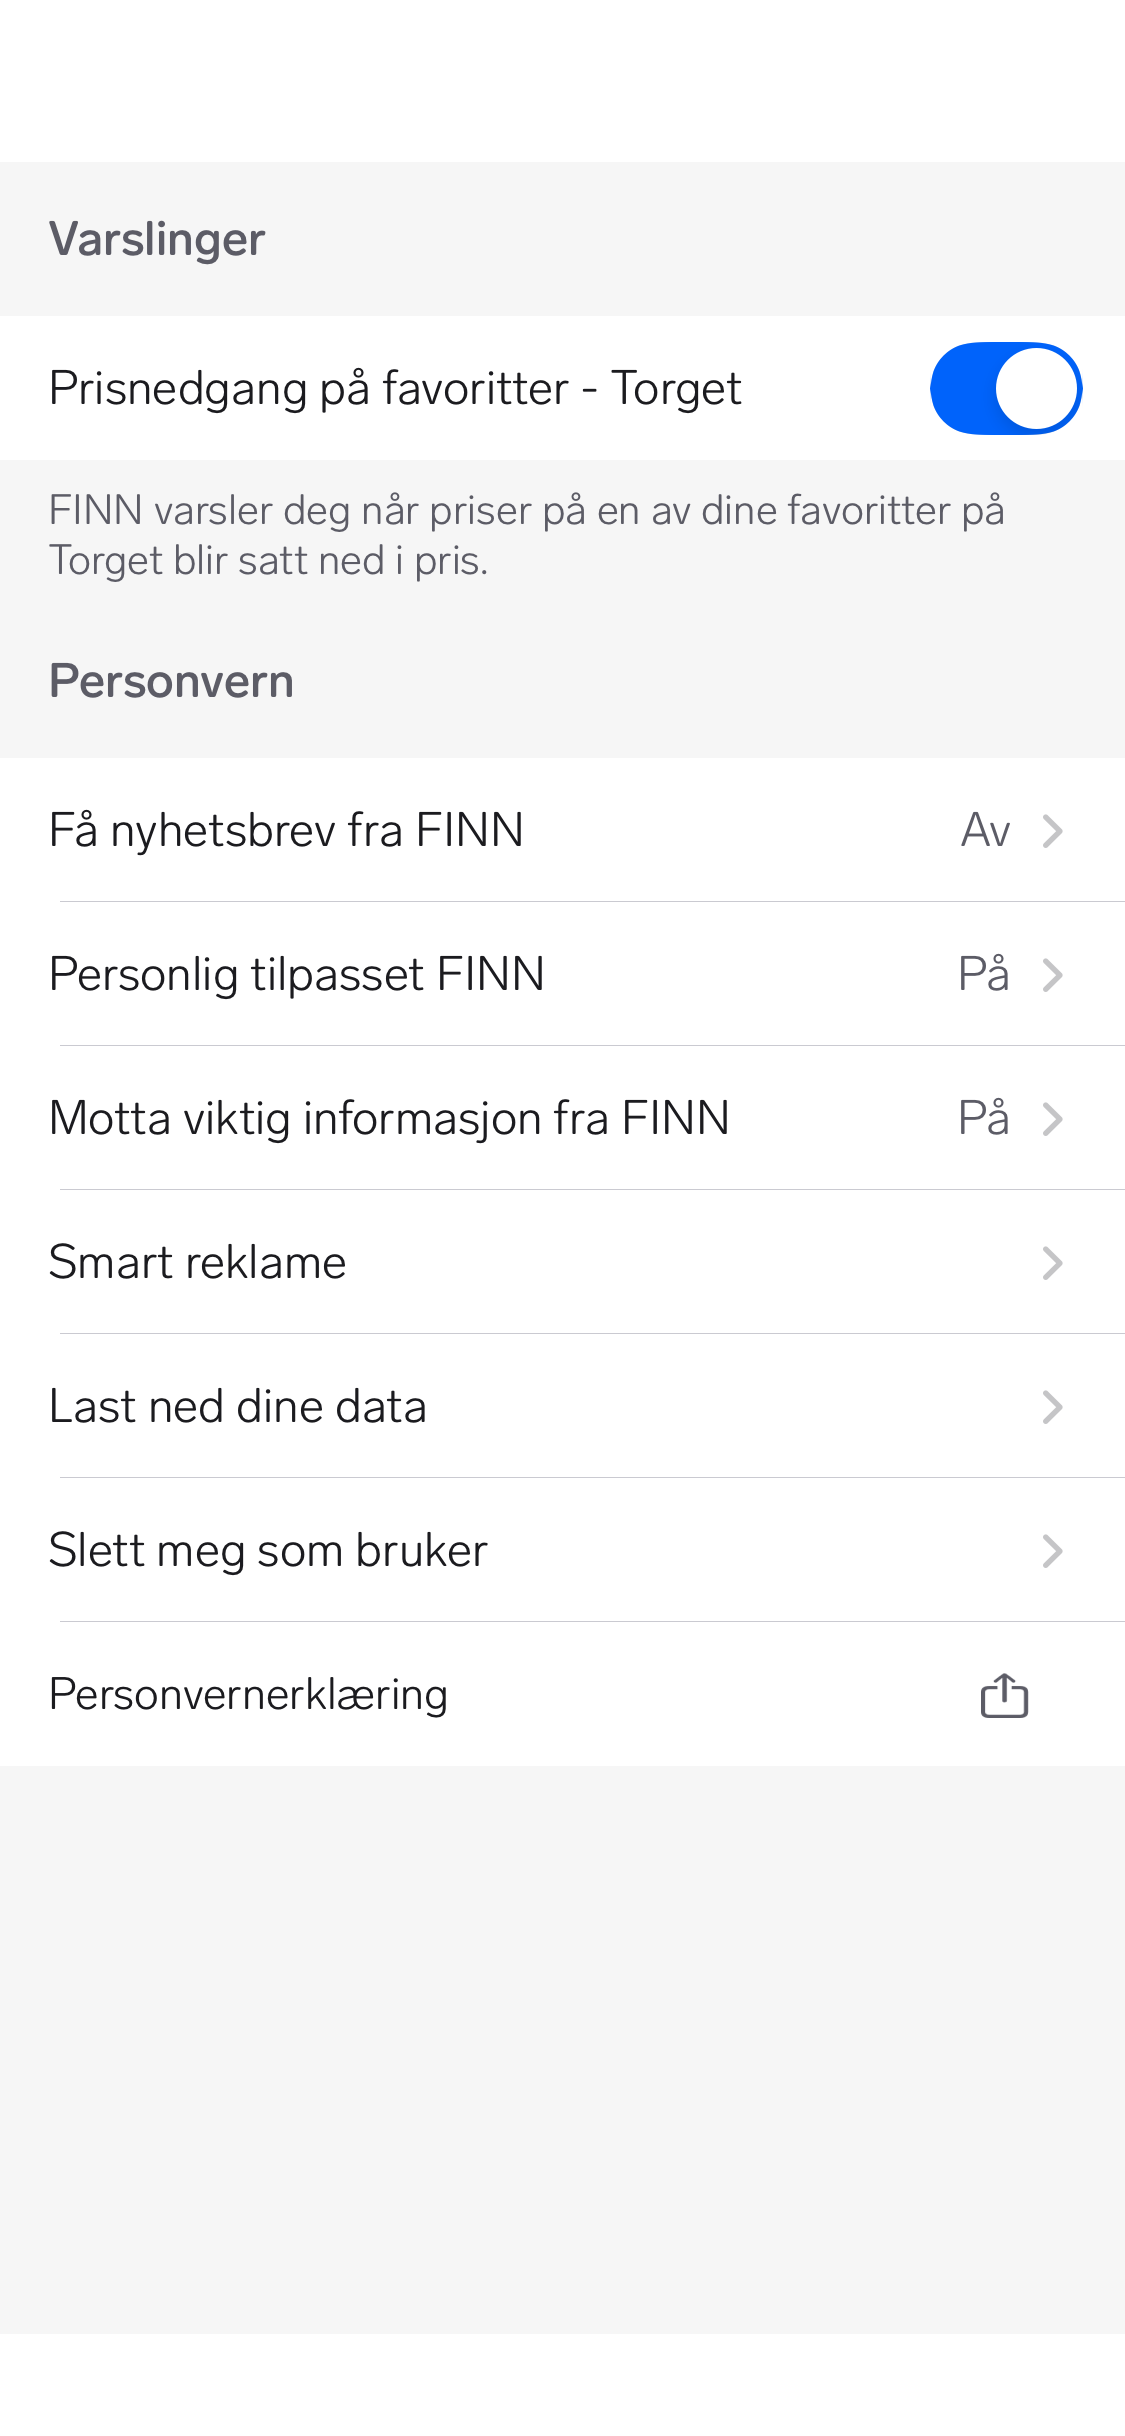 Varslinger
Prisnedgang på favoritter - Torget
FINN varsler deg når priser på en av dine favoritter på
Torget blir satt ned i pris.
Personvern
Få nyhetsbrev fra FINN Av
Personlig tilpasset FINN På
Motta viktig informasjon fra FINN På
Smart reklame
Last ned dine data
Slett meg som bruker
Personvernerklæring